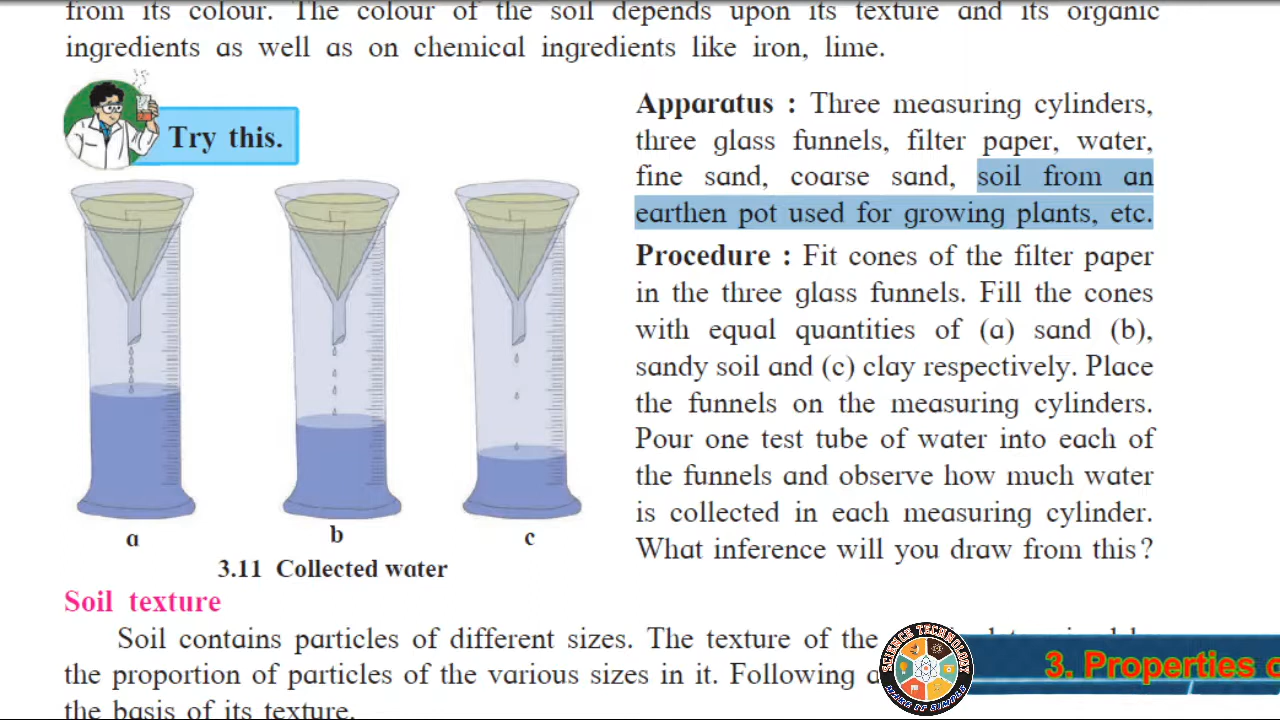 from its colour. The colour of the soil depends upon its texture and its organic
ingredients as well as on chemical ingredients like iron, lime.
Try this.
Apparatus : Three measuring cylinders,
three glass funnels, filter paper, water,
fine sand, coarse sand, soil from an
earthen pot used for growing plants, etc.
Procedure : Fit cones of the filter paper
in the three glass funnels. Fill the cones
with equal quantities of (a) sand (b),
sandy soil and (c) clay respectively. Place
the funnels on the measuring cylinders.
Pour one test tube of water into each of
the funnels and observe how much water
is collected in each measuring cylinder.
What inference will you draw from this?
a
b
c
3.11 Collected water
Soil texture
Soil contains particles of different sizes. The texture of the
the proportion of particles of the various sizes in it. Following
the basis of its texture.
SCIENCE TECHNOLOGY
MAKE IT SIMPLE
3. Properties